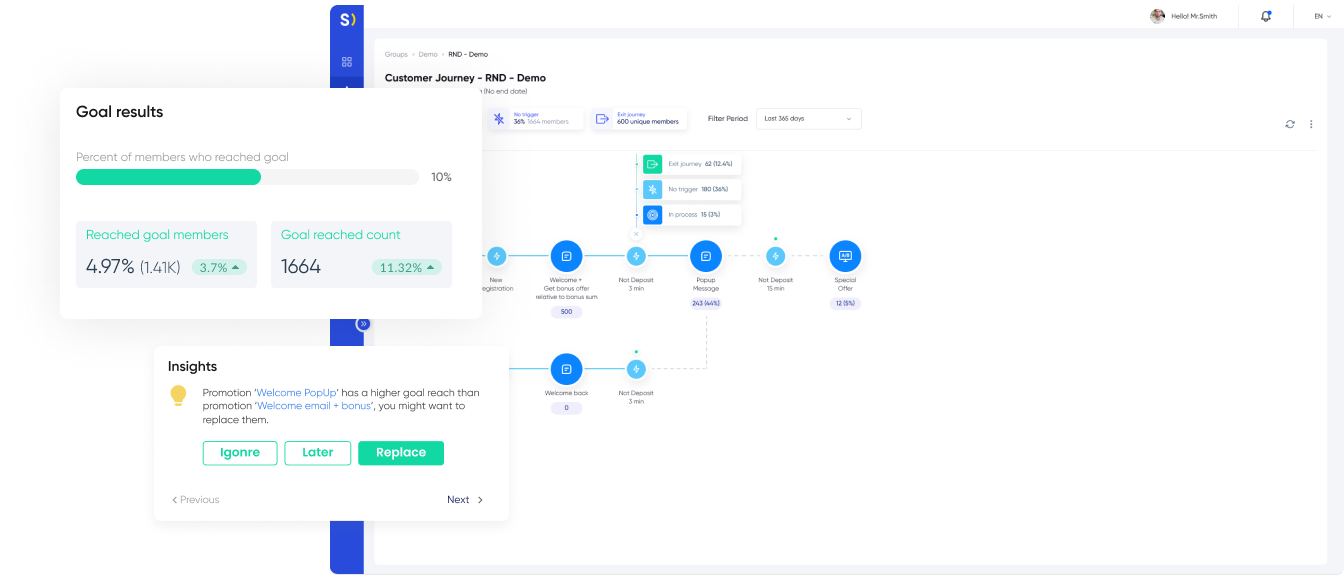 S)
Hello! Mr.Smith
EN
Groups
Demo
RND - Demo
Customer Journey - RND - Demo
(No end date)
No trigger
36% 1664 members
Exit journey
600 unique members
Filter Period
Last 365 days
Goal results
Percent of members who reached goal
10%
Reached goal members
4.97% (1.41K)
3.7%
Goal reached count
1664
11.32%
Exit journey 62 (12.4%)
No trigger 180 (36%)
In process 15 (3%)
New
egistration
Welcome +
Get bonus offer
relative to bonus sum
500
Not Deposit
3 min
Popup
Message
243 (44%)
Not Deposit
15 min
A/B
Special
Offer
12 (5%)
Welcome back
0
Not Deposit
3 min
Insights
Promotion 'Welcome PopUp' has a higher goal reach than
promotion 'Welcome email + bonus', you might want to
replace them.
Igonre
Later
Replace
Previous
Next